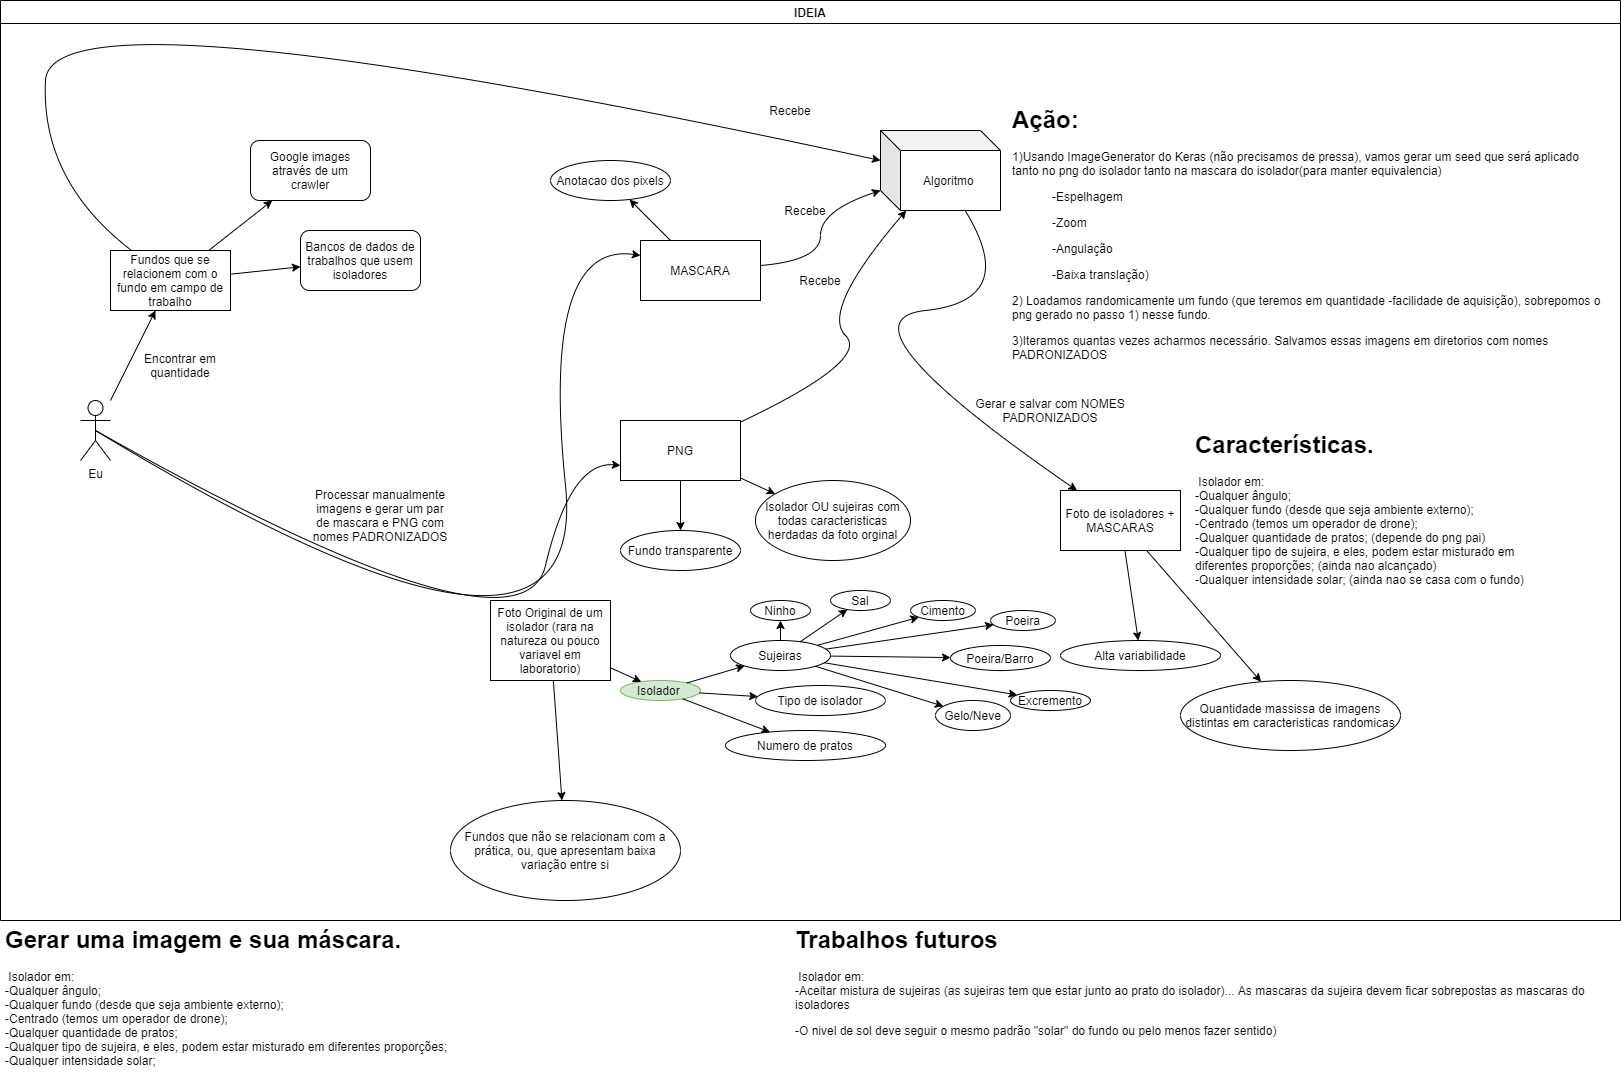 IDEIA
Recebe
Google images
através de um
crawler
Bancos de dados de
trabalhos que usem
isoladores
Fundos que se
relacionem com o
fundo em campo de
trabalho
Encontrar em
quantidade
Eu
Anotacao dos pixels
MASCARA
Recebe
Recebe
Algoritmo
PNG
Fundo transparente
Isolador OU sujeiras com
todas caracteristicas
herdadas da foto orginal
Processar manualmente
imagens e gerar um par
de mascara e PNG com
nomes PADRONIZADOS
Foto Original de um
isolador (rara na
natureza ou pouco
variavel em
laboratorio)
Isolador
Sujeiras
Ninho
Sal
Cimento
Poeira
Poeira/Barro
Excremento
Gelo/Neve
Tipo de isolador
Numero de pratos
Fundos que não se relacionam com a
prática, ou, que apresentam baixa
variação entre si
Ação:
1)Usando ImageGenerator do Keras (não precisamos de pressa), vamos gerar um seed que será aplicado
tanto no png do isolador tanto na mascara do isolador(para manter equivalencia)
-Espelhagem
-Zoom
-Angulação
-Baixa translação)
2) Loadamos randomicamente um fundo (que teremos em quantidade -facilidade de aquisição), sobrepomos o
png gerado no passo 1) nesse fundo.
3)Iteramos quantas vezes acharmos necessário. Salvamos essas imagens em diretorios com nomes
PADRONIZADOS
Gerar e salvar com NOMES
PADRONIZADOS
Foto de isoladores +
MASCARAS
Alta variabilidade
Quantidade massissa de imagens
distintas em caracteristicas randomicas
Características.
Isolador em:
-Qualquer ângulo;
-Qualquer fundo (desde que seja ambiente externo);
-Centrado (temos um operador de drone);
-Qualquer quantidade de pratos; (depende do png pai)
-Qualquer tipo de sujeira, e eles, podem estar misturado em
diferentes proporções; (ainda nao alcançado)
-Qualquer intensidade solar; (ainda nao se casa com o fundo)
Gerar uma imagem e sua máscara.
Isolador em:
-Qualquer ângulo;
-Qualquer fundo (desde que seja ambiente externo);
-Centrado (temos um operador de drone);
-Qualquer quantidade de pratos;
-Qualquer tipo de sujeira, e eles, podem estar misturado em diferentes proporções;
-Qualquer intensidade solar;
Trabalhos futuros
Isolador em:
-Aceitar mistura de sujeiras (as sujeiras tem que estar junto ao prato do isolador)... As mascaras da sujeira devem ficar sobrepostas as mascaras do
isoladores
-O nivel de sol deve seguir o mesmo padrão "solar" do fundo ou pelo menos fazer sentido)